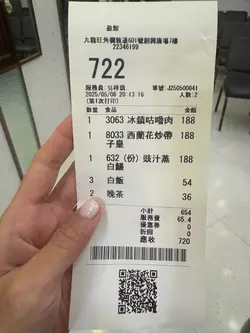 盈館
九龍旺角彌敦道601號創興廣場7樓
22346199
722
服務員:吳祥璣
2025/05/08 20:13:16
單號:J250500841
(第1次打印)
人數:2
數量 食品 金額
1 3063 冰鎮咕嚕肉 188
1 8033 西蘭花炒帶子皇 188
1 632 (份) 豉汁蒸白鱔 188
3 白飯 54
2 晚茶 36
小計 654
服務費 65.4
優惠券 0
折回 0
應收 720